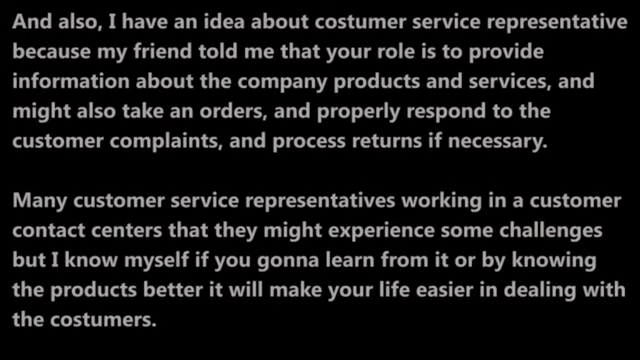 And also, I have an idea about costumer service representative
because my friend told me that your role is to provide
information about the company products and services, and
might also take an orders, and properly respond to the
customer complaints, and process returns if necessary.
Many customer service representatives working in a customer
contact centers that they might experience some challenges
but I know myself if you gonna learn from it or by knowing
the products better it will make your life easier in dealing with
the costumers.